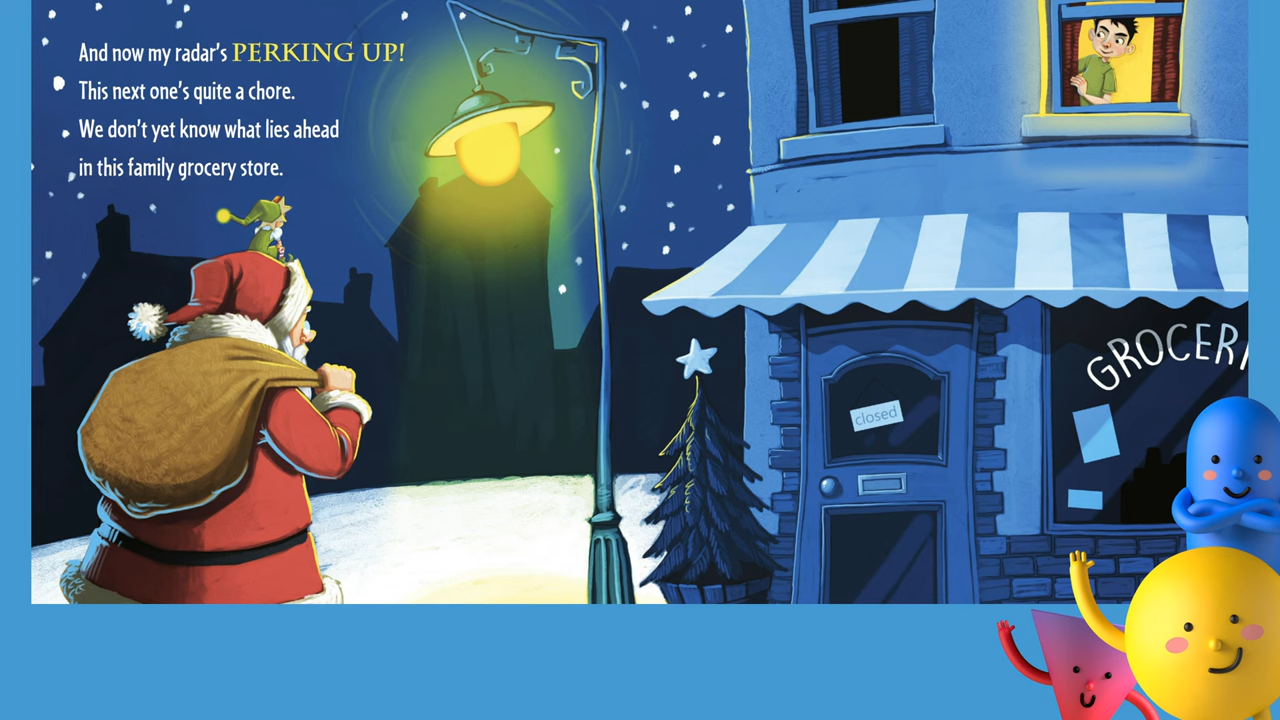 And now my radar's PERKING UP!
This next one's quite a chore.
We don't yet know what lies ahead
in this family grocery store.
closed